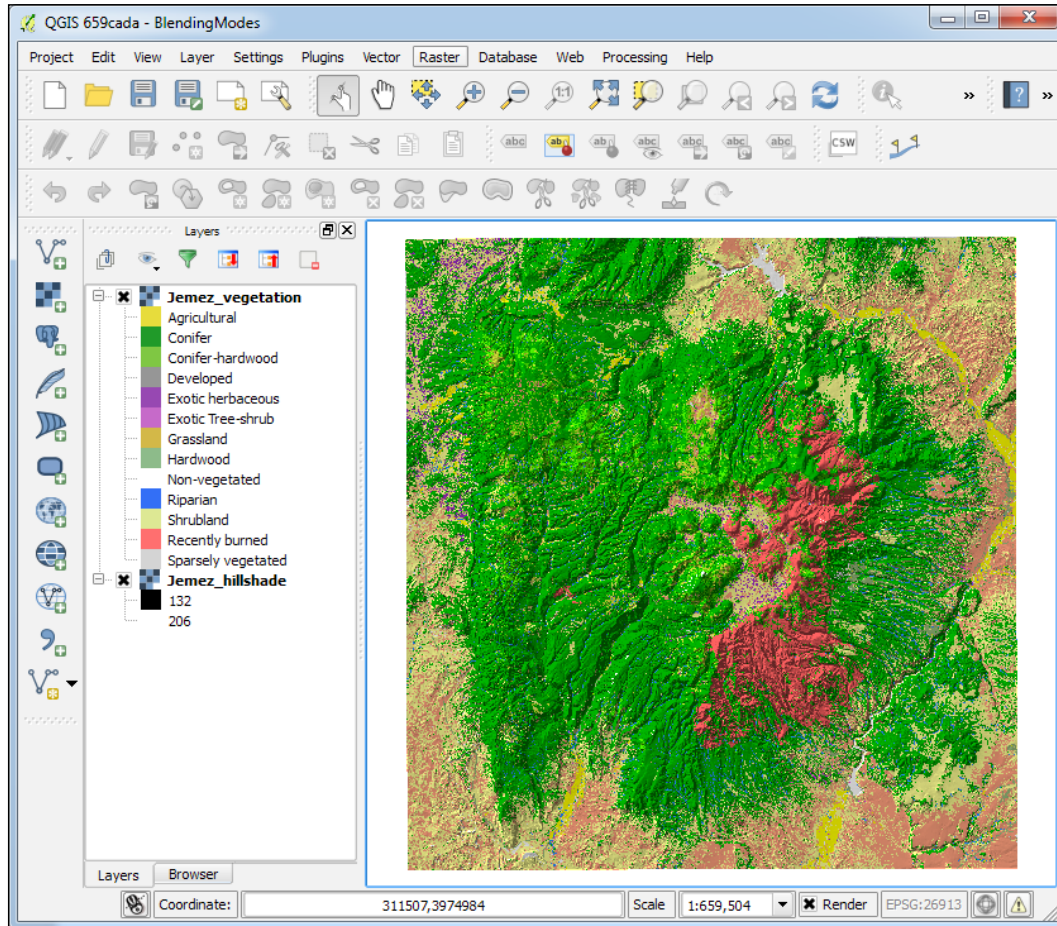 QGIS 659cada - BlendingModes
Project Edit View Layer Settings Plugins Vector Raster Database Web Processing Help
1:1 » ? »
abc abc abc abc abc abc abc CSW
Layers
Jemez_vegetation
Agricultural
Conifer
Conifer-hardwood
Developed
Exotic herbaceous
Exotic Tree-shrub
Grassland
Hardwood
Non-vegetated
Riparian
Shrubland
Recently burned
Sparsely vegetated
Jemez_hillshade
132
206
Layers Browser
Coordinate: 311507,3974984 Scale 1:659,504 Render EPSG:26913